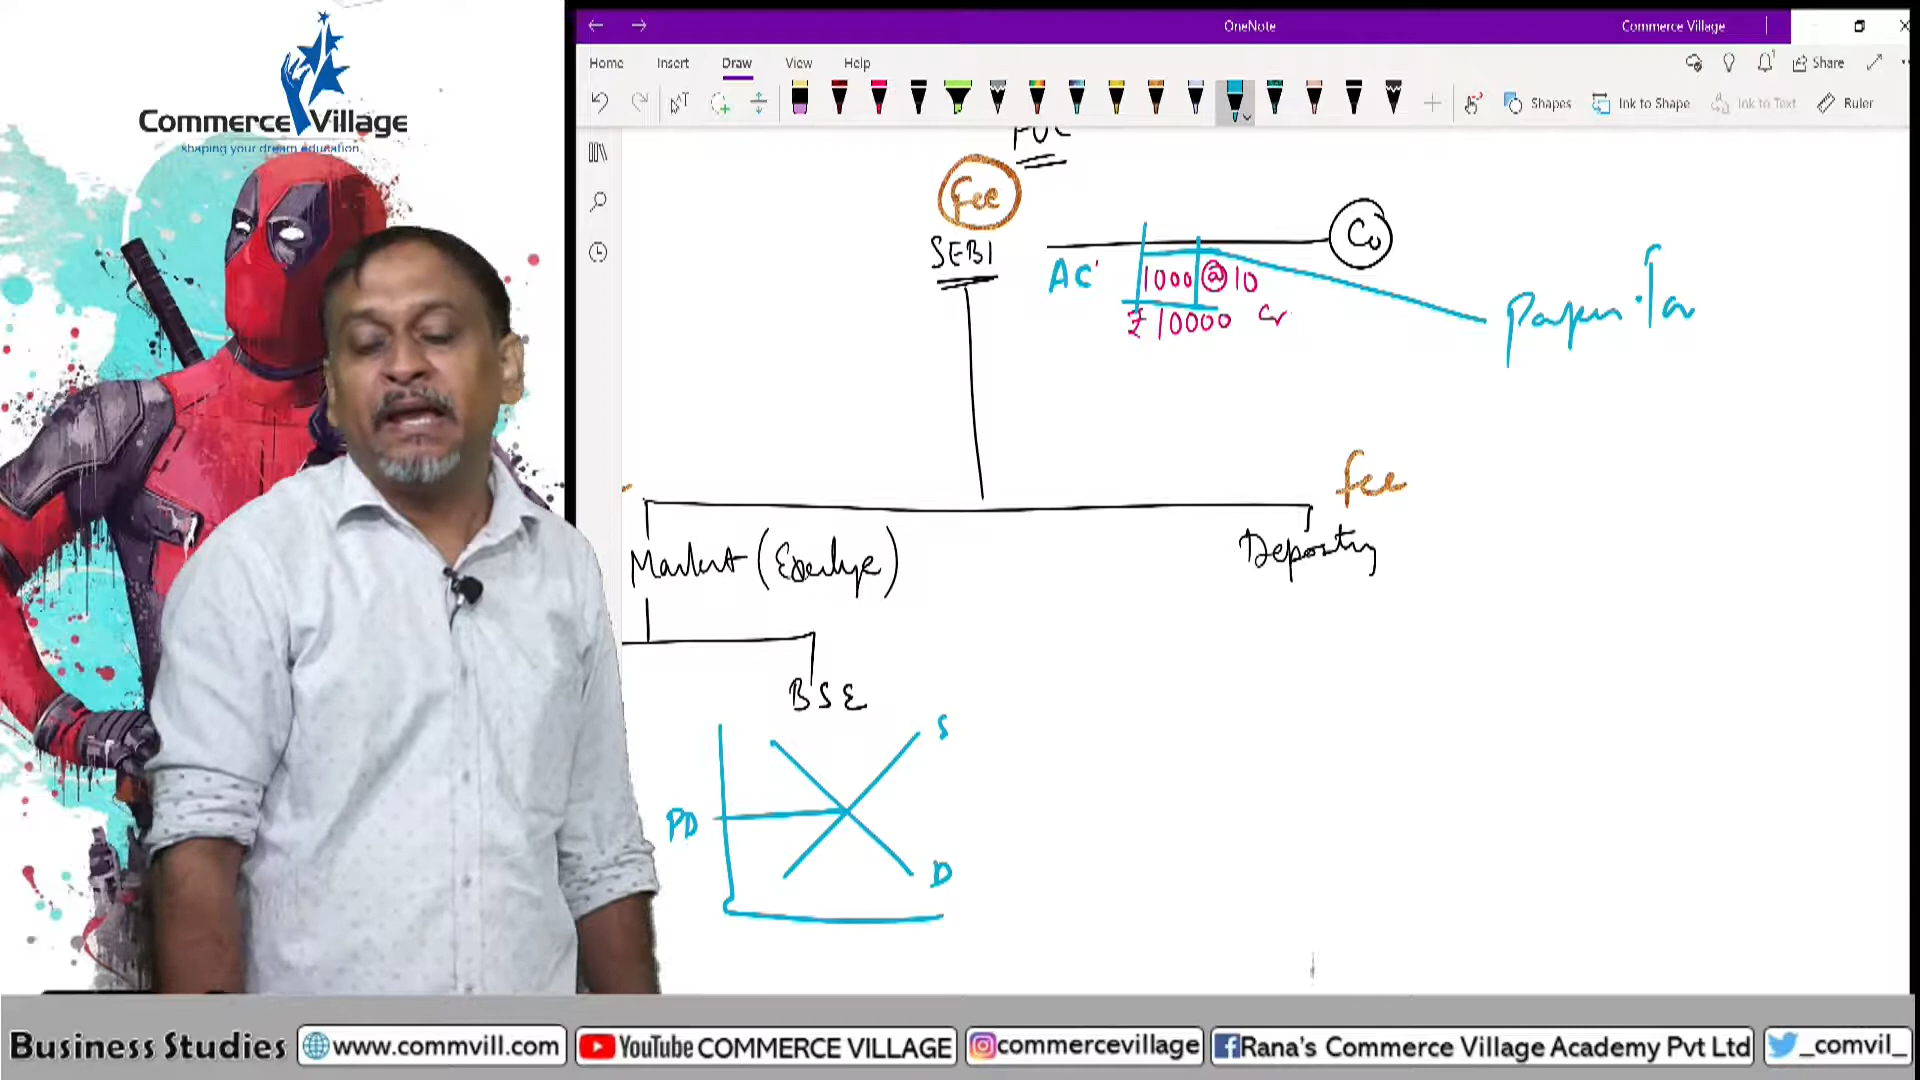 Commerce Village
shaping your dream education
OneNote
Commerce Village
Home Insert Draw View Help
Share
Shapes
Ink to Shape
Ink to Text
Ruler
Fee
SEBI
Co
AC
1000 @ 10
₹ 10000 Cr
Fee
Market (Exchange)
Depository
BSE
S
PD
D
Business Studies
www.commvill.com
YouTube COMMERCE VILLAGE
commercevillage
Rana's Commerce Village Academy Pvt Ltd
_comvil_